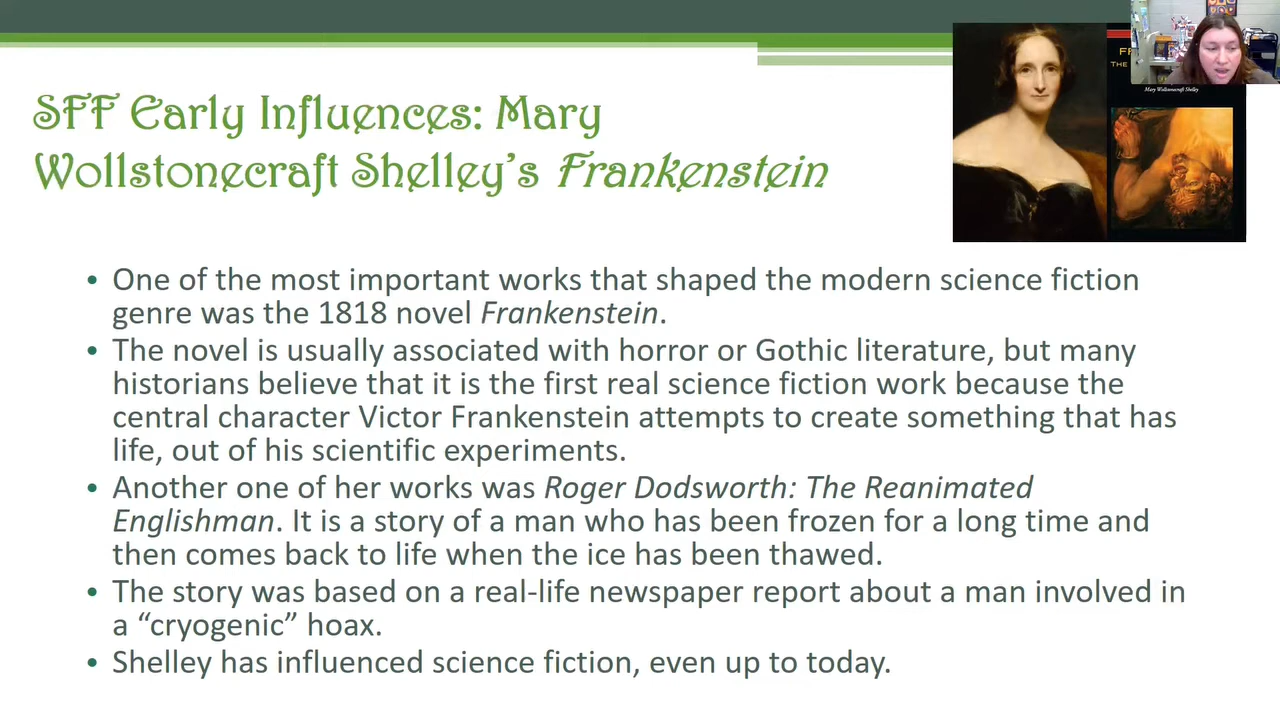 SFF Early Influences: Mary
Wollstonecraft Shelley's Frankenstein
Mary Wollstonecraft Shelley
• One of the most important works that shaped the modern science fiction
genre was the 1818 novel Frankenstein.
• The novel is usually associated with horror or Gothic literature, but many
historians believe that it is the first real science fiction work because the
central character Victor Frankenstein attempts to create something that has
life, out of his scientific experiments.
• Another one of her works was Roger Dodsworth: The Reanimated
Englishman. It is a story of a man who has been frozen for a long time and
then comes back to life when the ice has been thawed.
• The story was based on a real-life newspaper report about a man involved in
a “cryogenic” hoax.
• Shelley has influenced science fiction, even up to today.